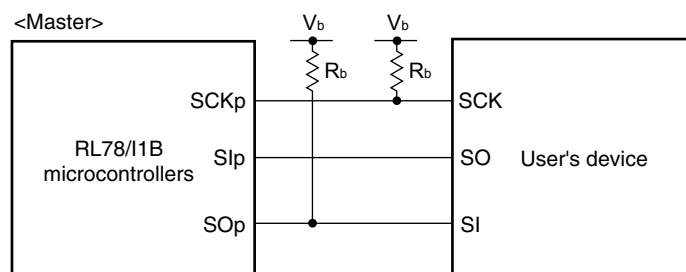 <Master>
Vb
Vb
Rb
Rb
SCKp
SCK
RL78/I1B
microcontrollers
SIp
SO
User's device
SOp
SI